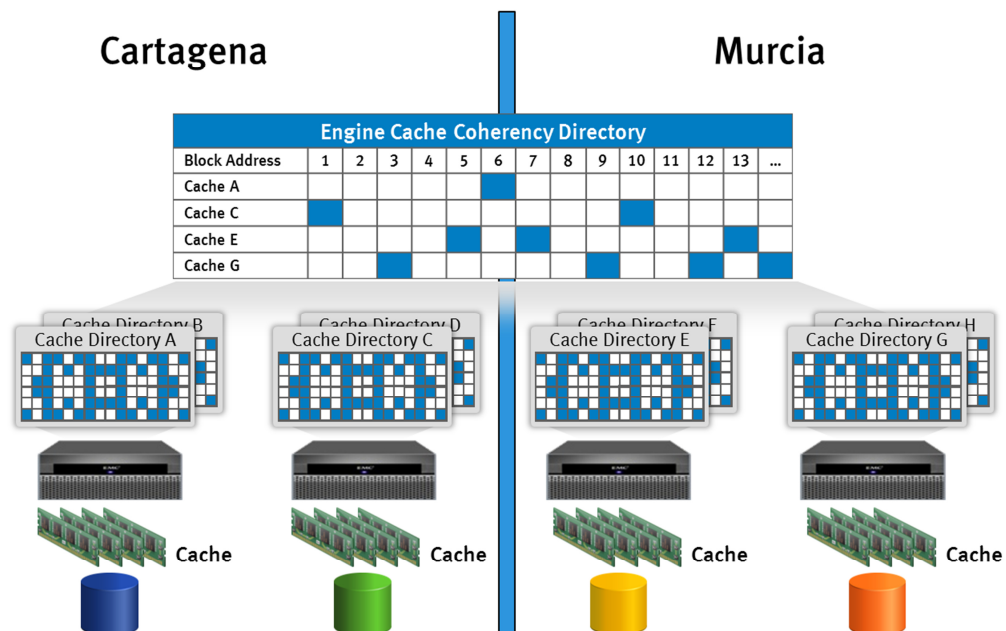 Cartagena
Murcia
Engine Cache Coherency Directory
Block Address 1 2 3 4 5 6 7 8 9 10 11 12 13 ...
Cache A
Cache C
Cache E
Cache G
Cache Directory B
Cache Directory D
Cache Directory F
Cache Directory H
Cache Directory A
Cache Directory C
Cache Directory E
Cache Directory G
Cache
Cache
Cache
Cache